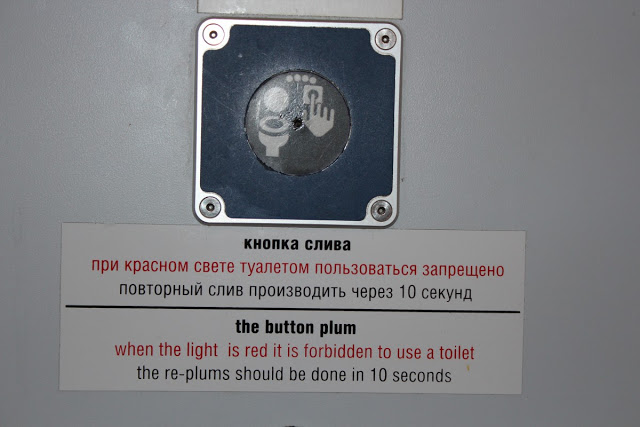 кнопка слива
при красном свете туалетом пользоваться запрещено
повторный слив производить через 10 секунд
the button plum
when the light is red it is forbidden to use a toilet
the re-plums should be done in 10 seconds